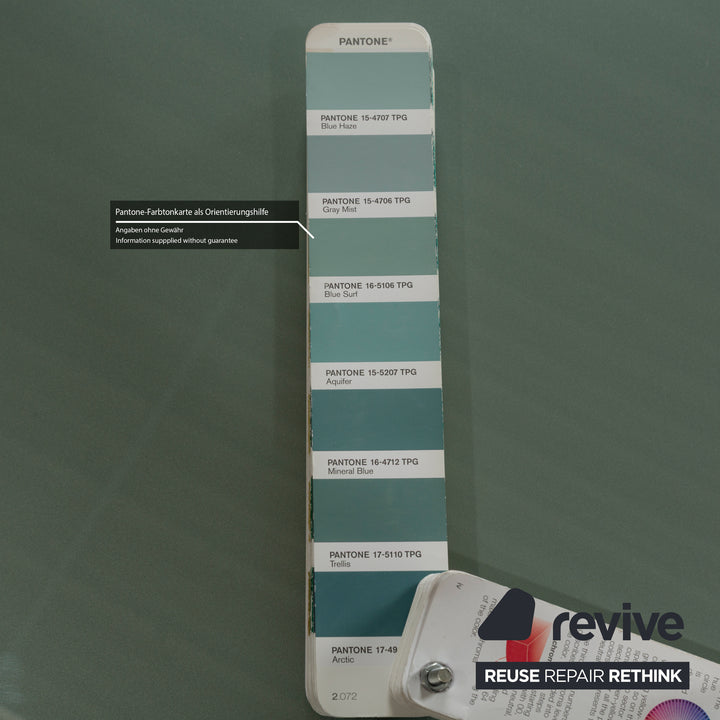 PANTONE®
PANTONE 15-4707 TPG
Blue Haze
PANTONE 15-4706 TPG
Gray Mist
Pantone-Farbtonkarte als Orientierungshilfe
Angaben ohne Gewähr
Information suppplied without guarantee
PANTONE 16-5106 TPG
Blue Surf
PANTONE 15-5207 TPG
Aquifer
PANTONE 16-4712 TPG
Mineral Blue
PANTONE 17-5110 TPG
Trellis
PANTONE 17-49
Arctic
2.072
revive
REUSE REPAIR RETHINK